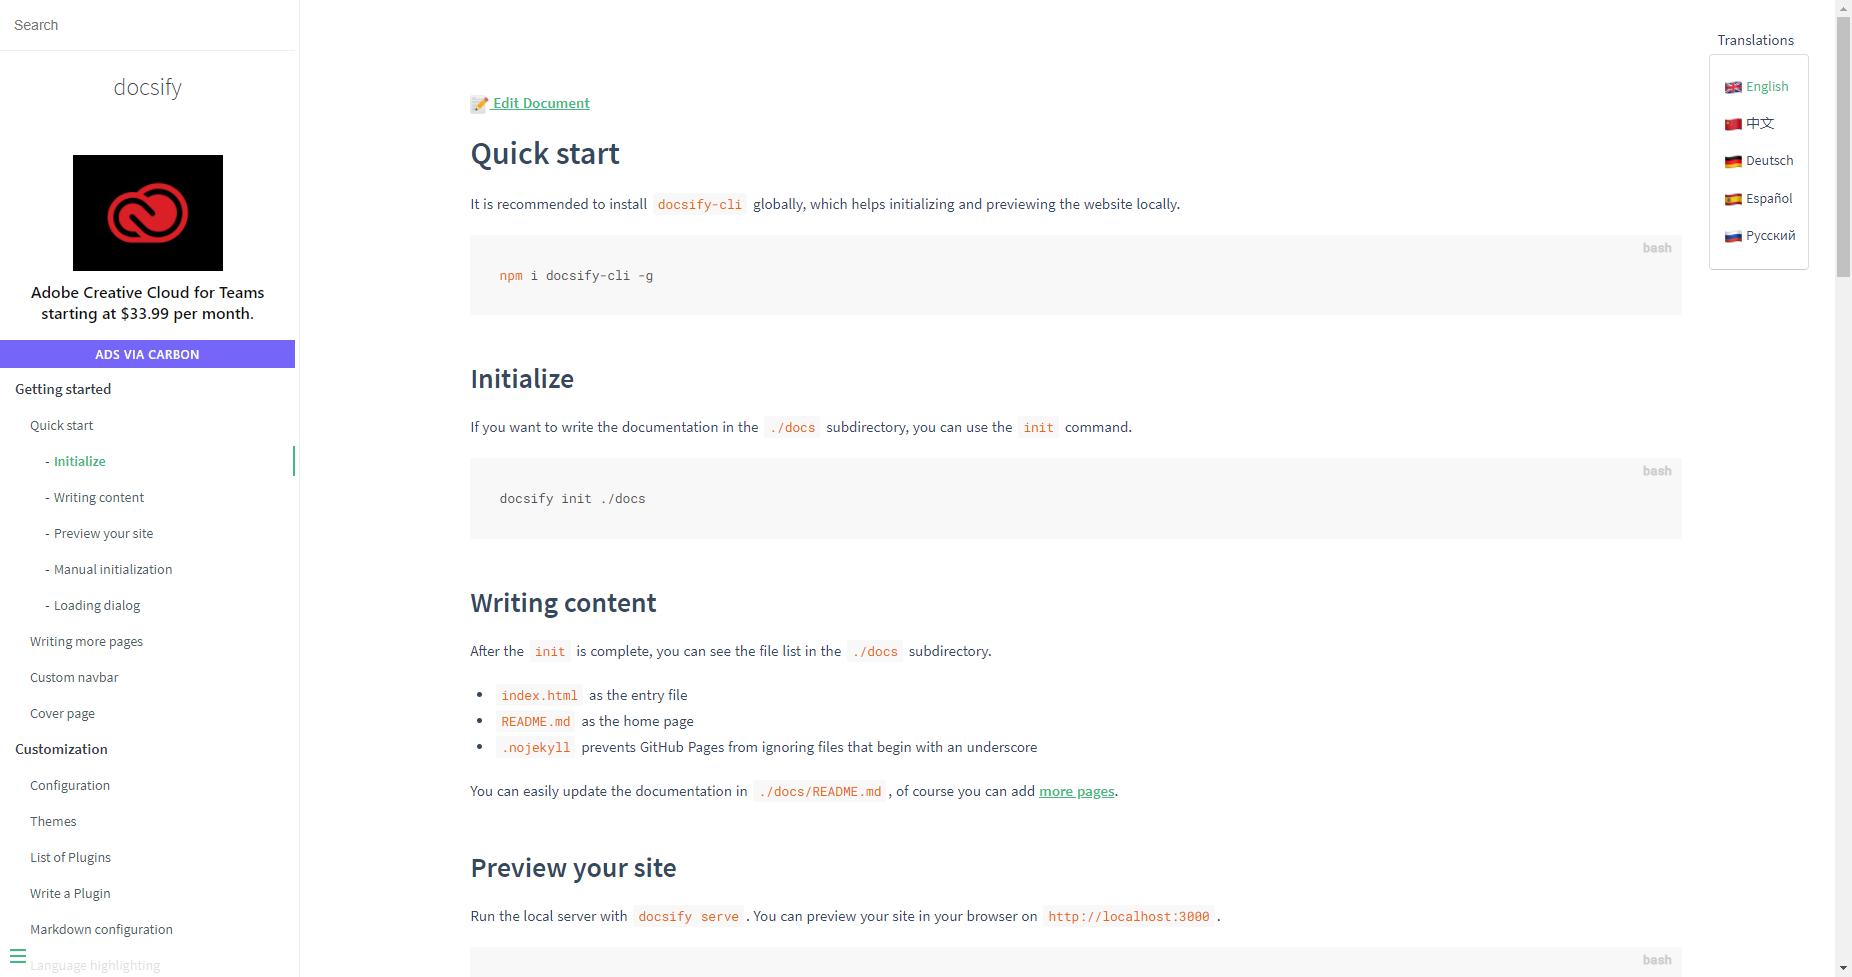 Search
docsify
Adobe Creative Cloud for Teams
starting at $33.99 per month.
ADS VIA CARBON
Getting started
Quick start
- Initialize
- Writing content
- Preview your site
- Manual initialization
- Loading dialog
Writing more pages
Custom navbar
Cover page
Customization
Configuration
Themes
List of Plugins
Write a Plugin
Markdown configuration
Language highlighting
Translations
English
中文
Deutsch
Español
Русский
Edit Document
Quick start
It is recommended to install docsify-cli globally, which helps initializing and previewing the website locally.
bash
npm i docsify-cli -g
Initialize
If you want to write the documentation in the ./docs subdirectory, you can use the init command.
bash
docsify init ./docs
Writing content
After the init is complete, you can see the file list in the ./docs subdirectory.
• index.html as the entry file
• README.md as the home page
• .nojekyll prevents GitHub Pages from ignoring files that begin with an underscore
You can easily update the documentation in ./docs/README.md , of course you can add more pages.
Preview your site
Run the local server with docsify serve . You can preview your site in your browser on http://localhost:3000 .
bash